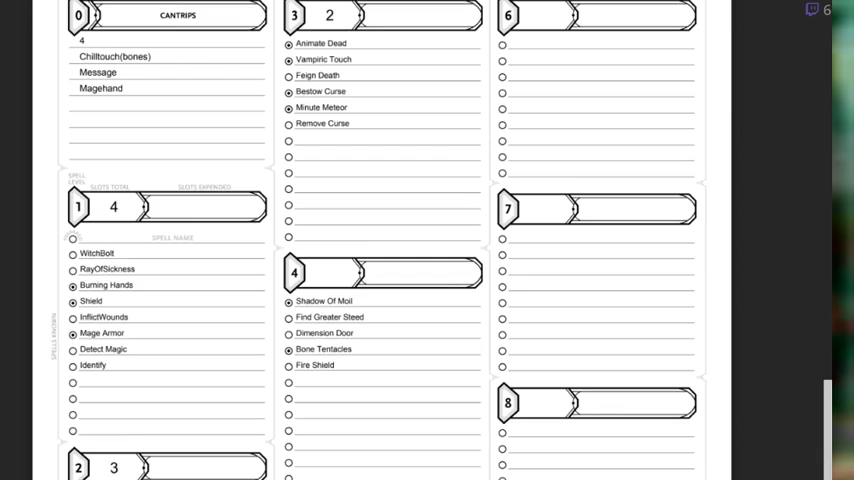 0
CANTRIPS
4
Chilltouch(bones)
Message
Magehand
SPELL
LEVEL
SLOTS TOTAL
SLOTS EXPENDED
1
4
SPELL NAME
WitchBolt
RayOfSickness
Burning Hands
Shield
InflictWounds
Mage Armor
Detect Magic
Identify
SPELLS KNOWN
2
3
3
2
Animate Dead
Vampiric Touch
Feign Death
Bestow Curse
Minute Meteor
Remove Curse
4
Shadow Of Moil
Find Greater Steed
Dimension Door
Bone Tentacles
Fire Shield
6
7
8
6